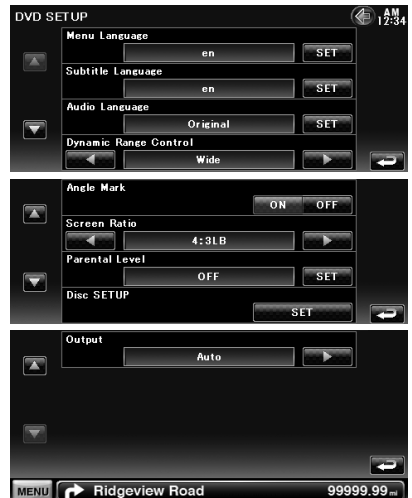 DVD SETUP AM 12:34
Menu Language
en SET
Subtitle Language
en SET
Audio Language
Original SET
Dynamic Range Control
Wide
Angle Mark
ON OFF
Screen Ratio
4:3LB
Parental Level
OFF SET
Disc SETUP
SET
Output
Auto
MENU Ridgeview Road 99999.99 mi